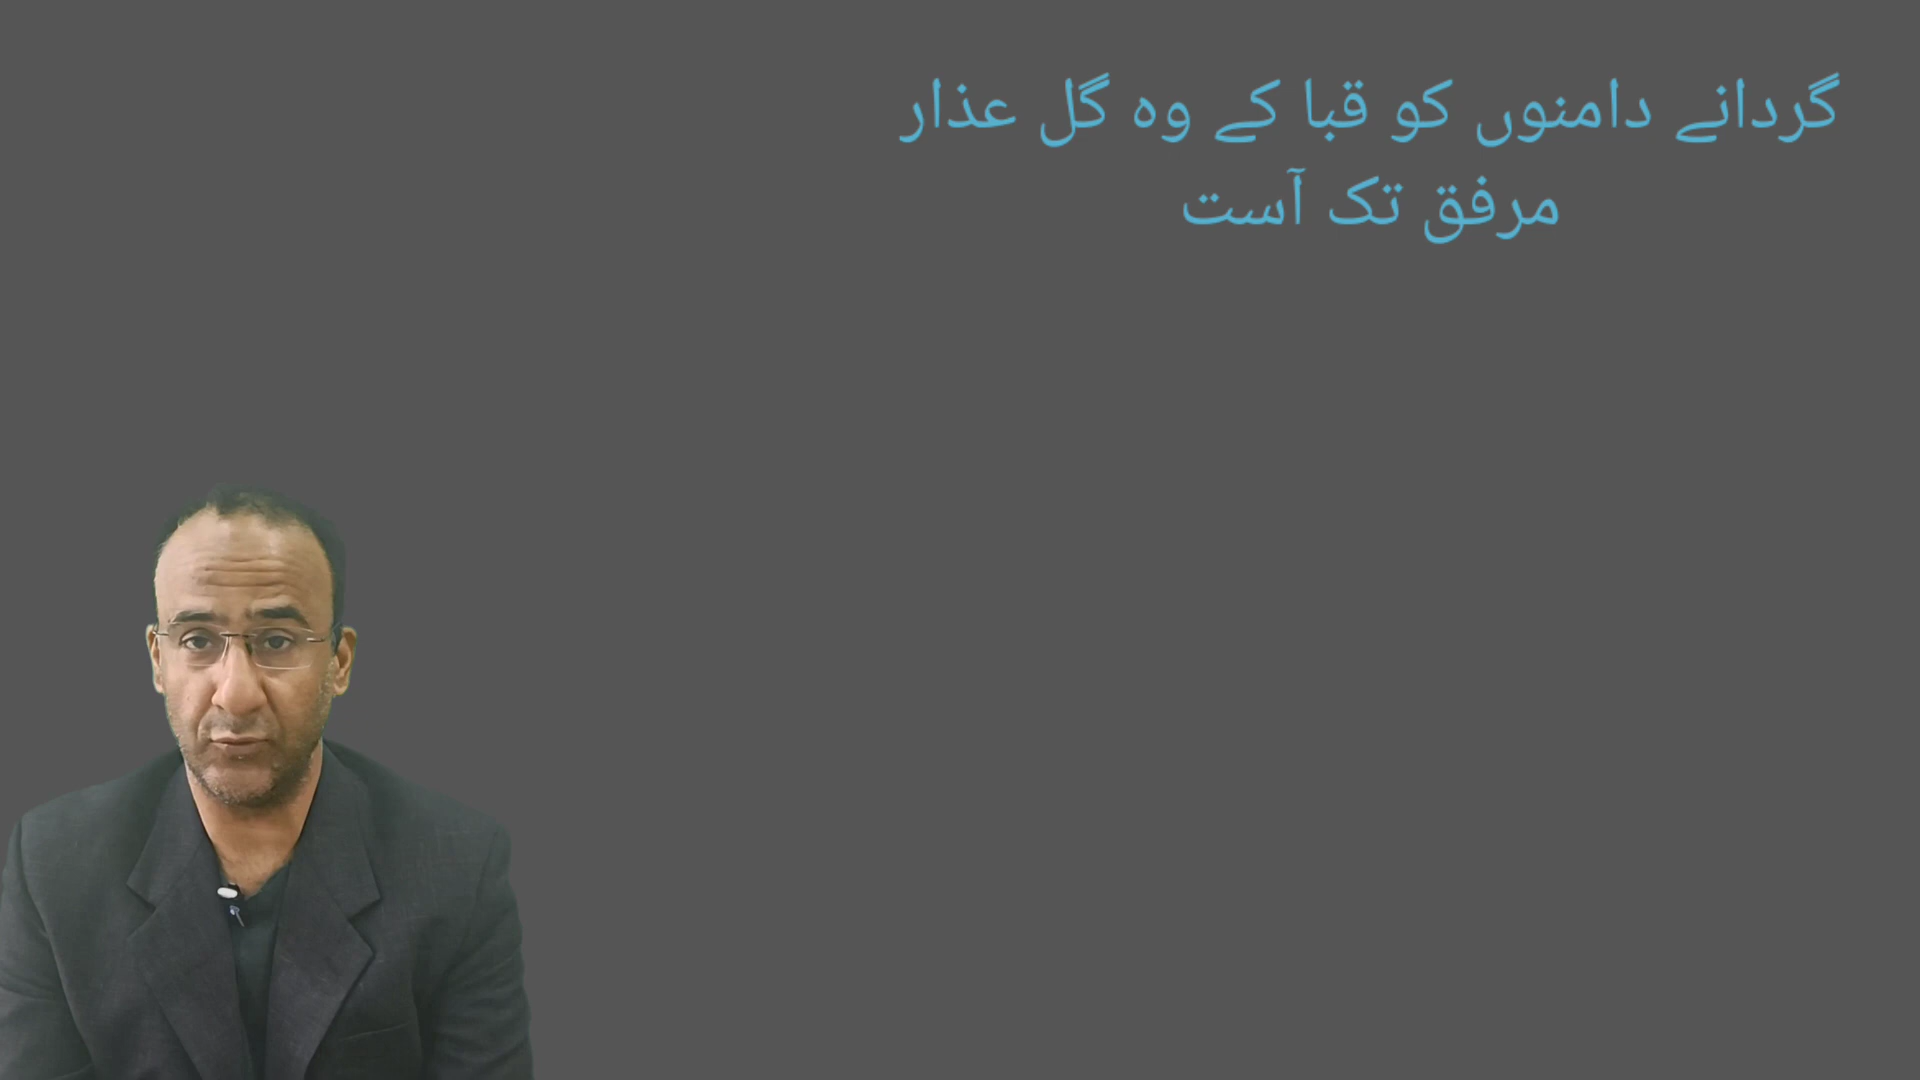 گردانے دامنوں کو قبا کے وہ گل عذار
مرفق تک آست